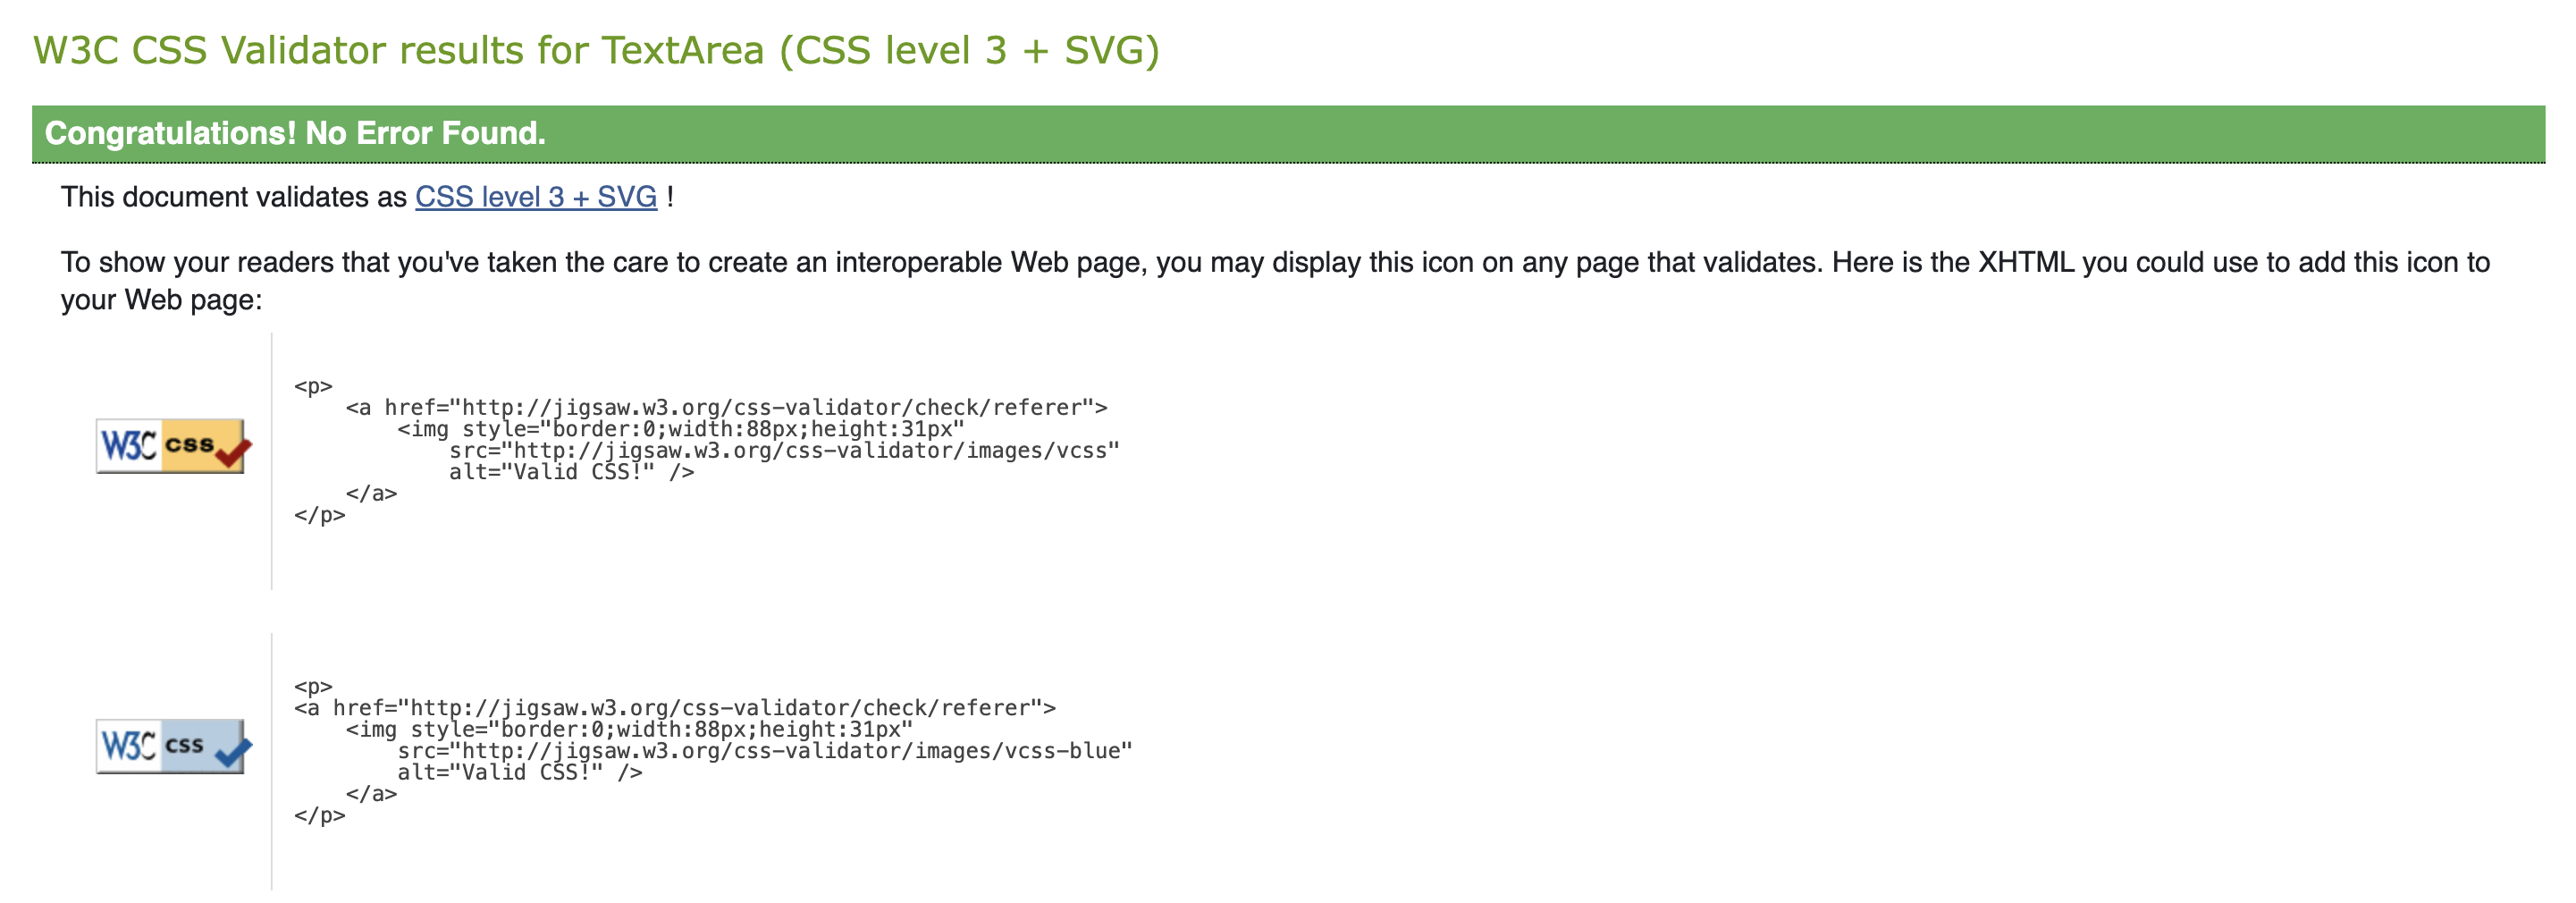 W3C CSS Validator results for TextArea (CSS level 3 + SVG)
Congratulations! No Error Found.
This document validates as CSS level 3 + SVG !
To show your readers that you've taken the care to create an interoperable Web page, you may display this icon on any page that validates. Here is the XHTML you could use to add this icon to
your Web page:
W3C css
<p>
    <a href="http://jigsaw.w3.org/css-validator/check/referer">
        <img style="border:0;width:88px;height:31px"
            src="http://jigsaw.w3.org/css-validator/images/vcss"
            alt="Valid CSS!" />
    </a>
</p>
W3C css
<p>
<a href="http://jigsaw.w3.org/css-validator/check/referer">
    <img style="border:0;width:88px;height:31px"
        src="http://jigsaw.w3.org/css-validator/images/vcss-blue"
        alt="Valid CSS!" />
    </a>
</p>